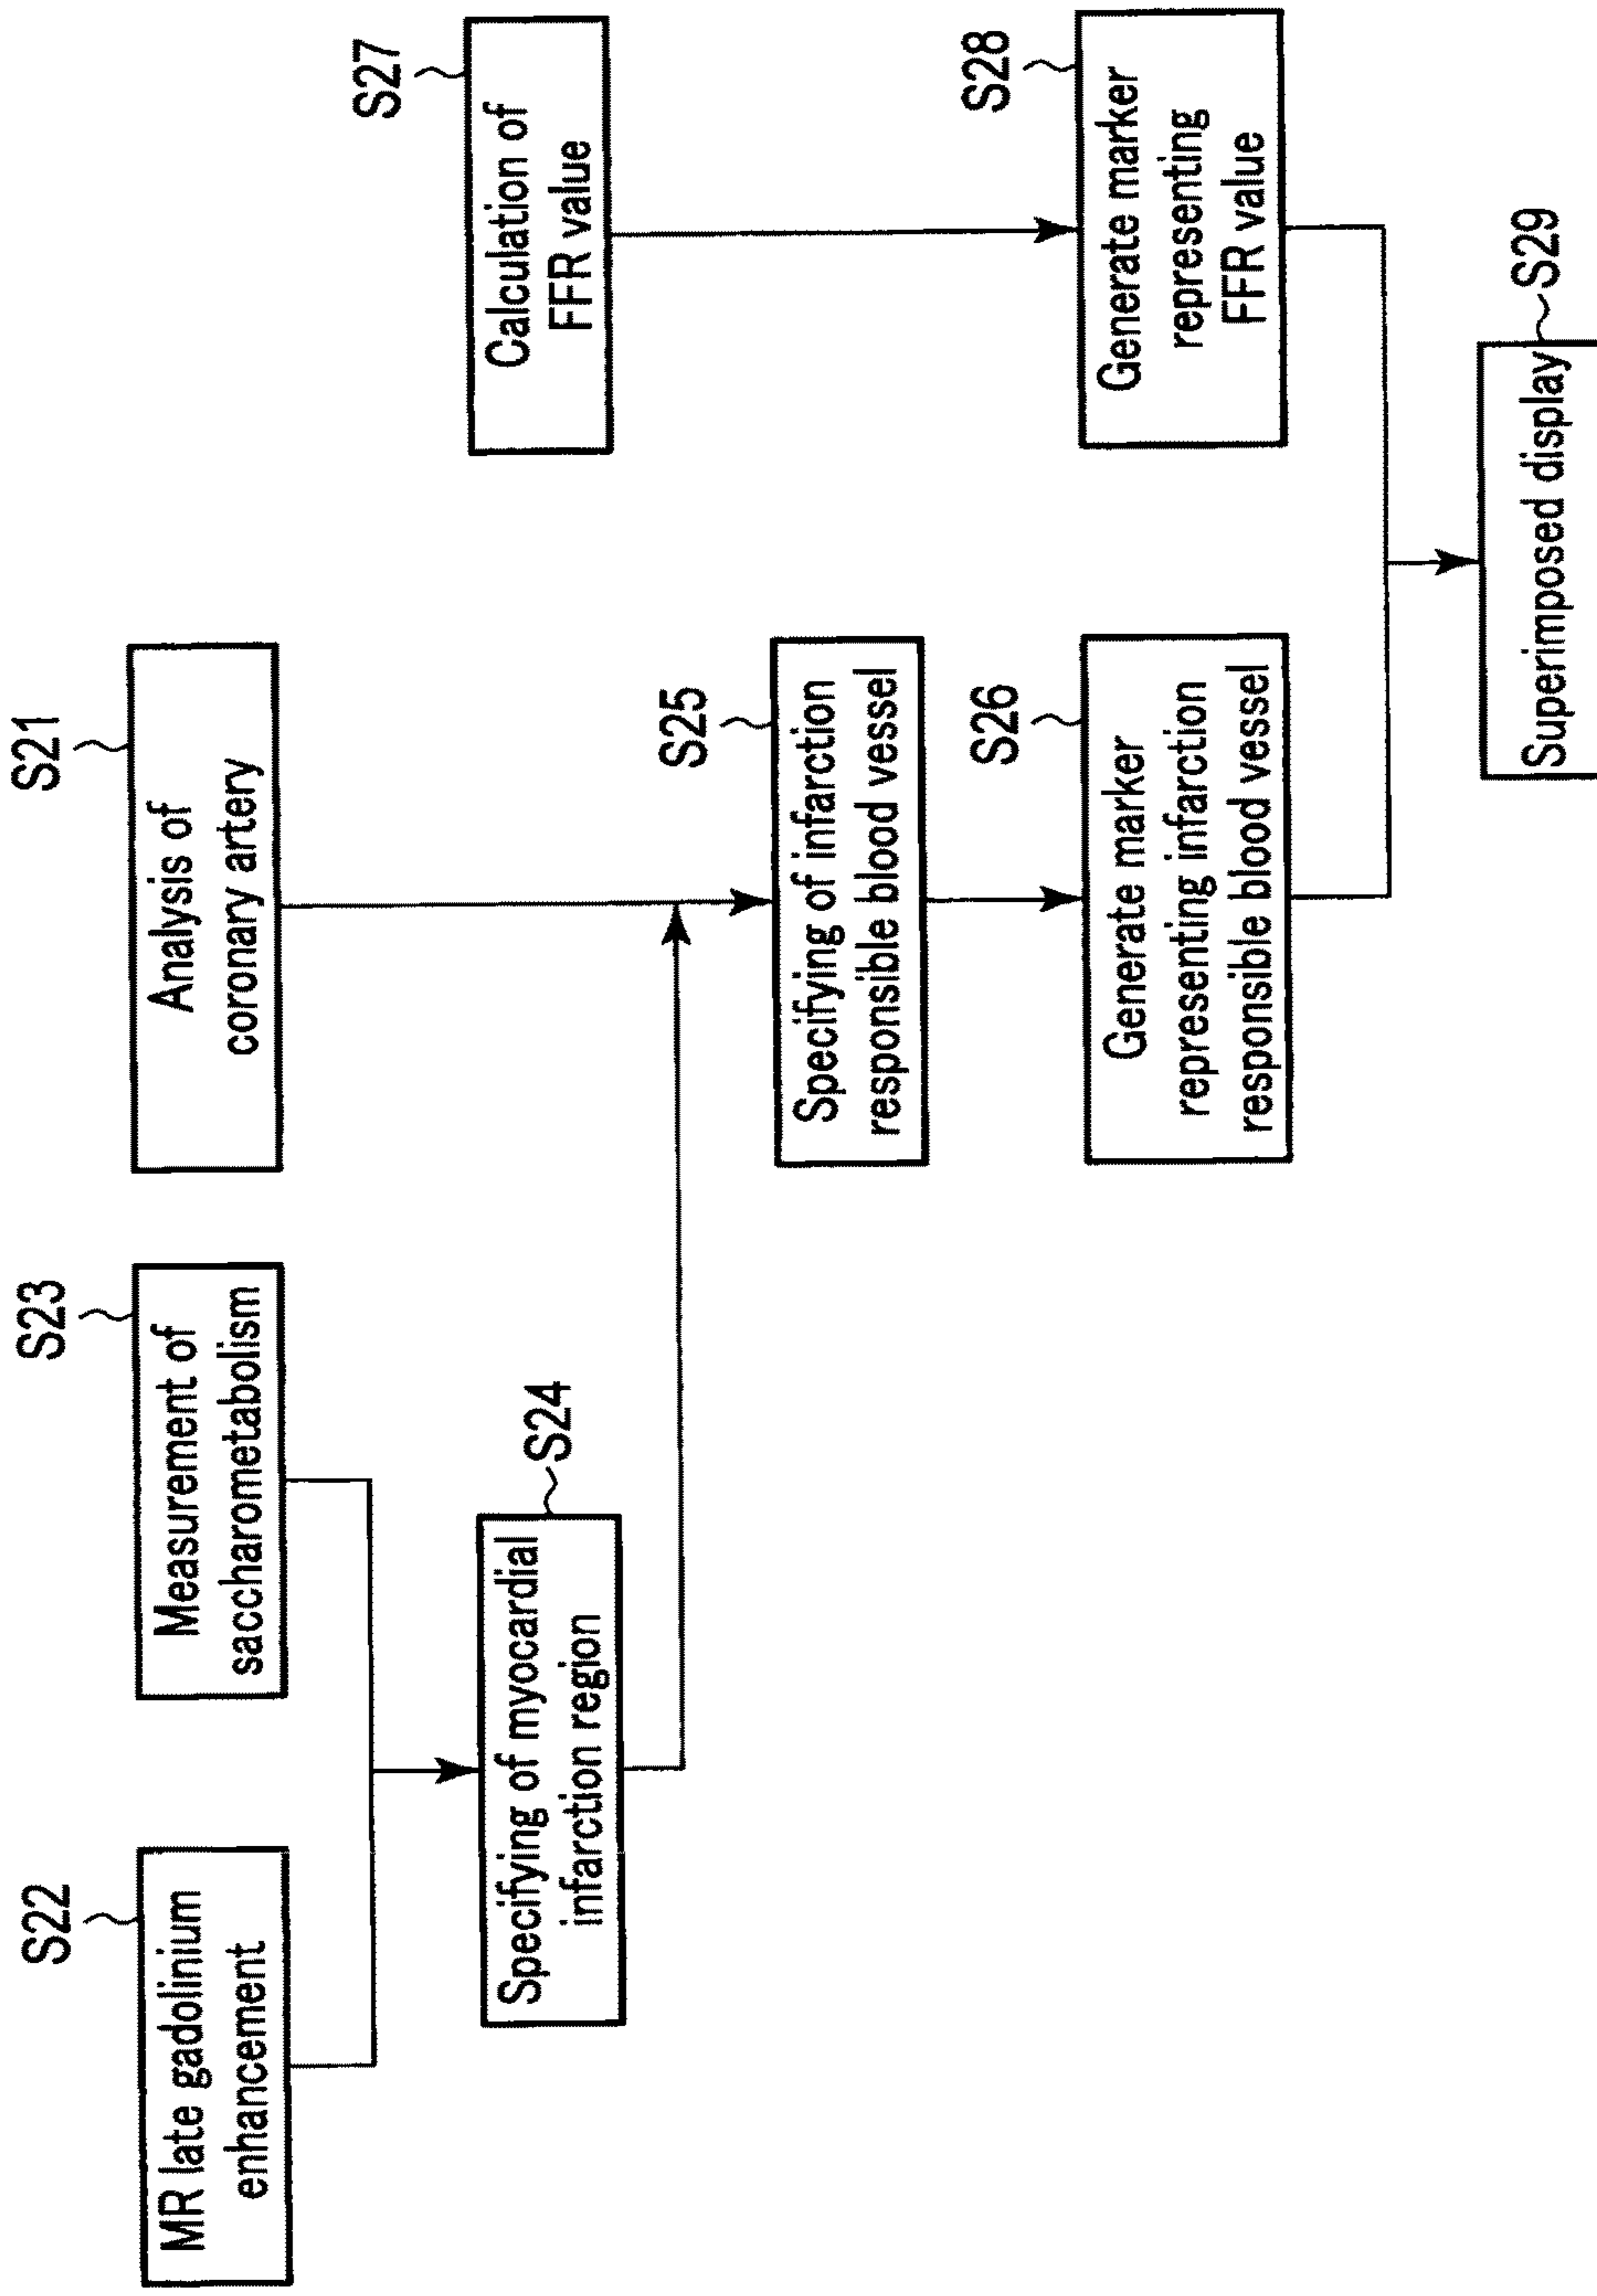 S22
MR late gadolinium
enhancement
S23
Measurement of
saccharometabolism
S21
Analysis of
coronary artery
S24
Specifying of myocardial
infarction region
S27
Calculation of
FFR value
S25
Specifying of infarction
responsible blood vessel
S26
Generate marker
representing infarction
responsible blood vessel
S28
Generate marker
representing
FFR value
S29
Superimposed display